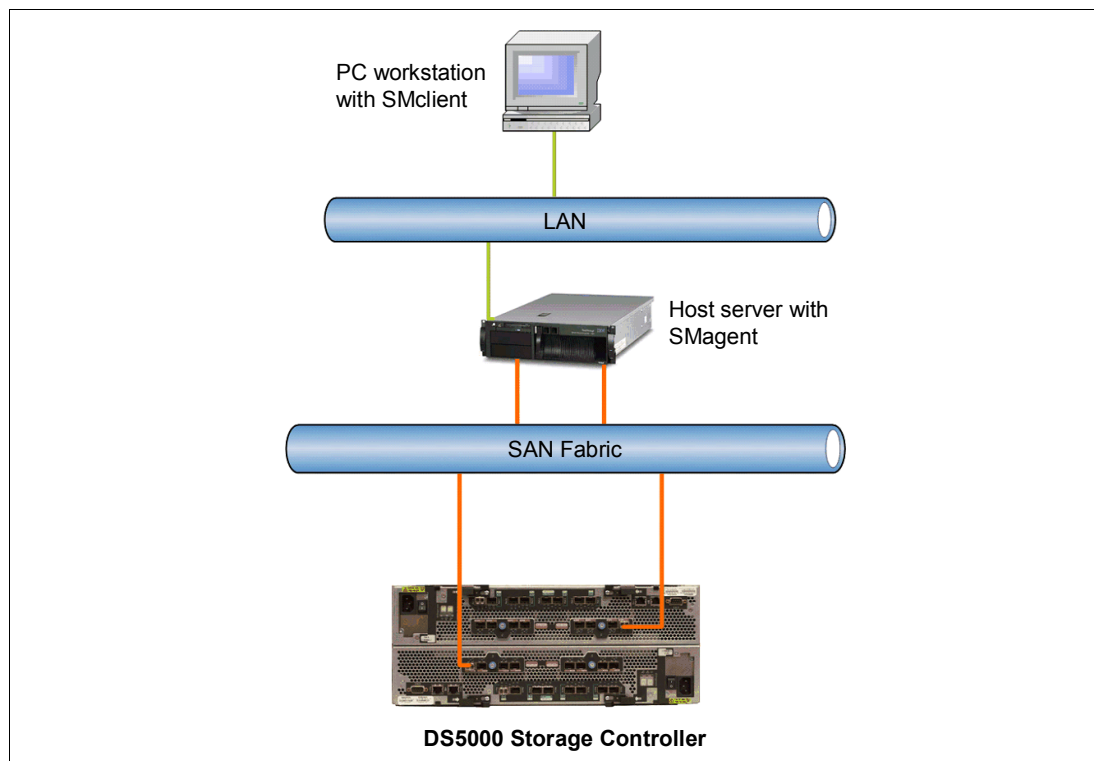 PC workstation
with SMclient
LAN
Host server with
SMagent
SAN Fabric
DS5000 Storage Controller